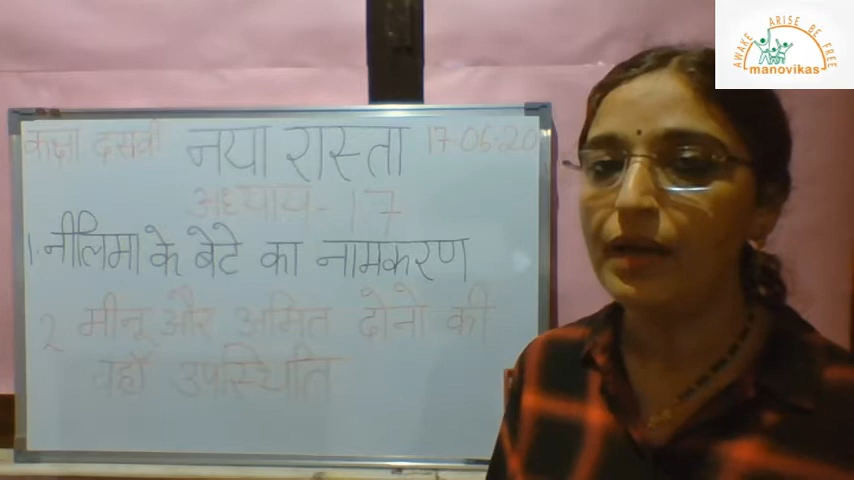 कक्षा दसवीं नया रास्ता 17-06-20
अध्याय-17
1. नीलिमा के बेटे का नामकरण
2 मीनू और अमित दोनो की
वहाँ उपस्थिति
AWAKE ARISE BE FREE
manovikas